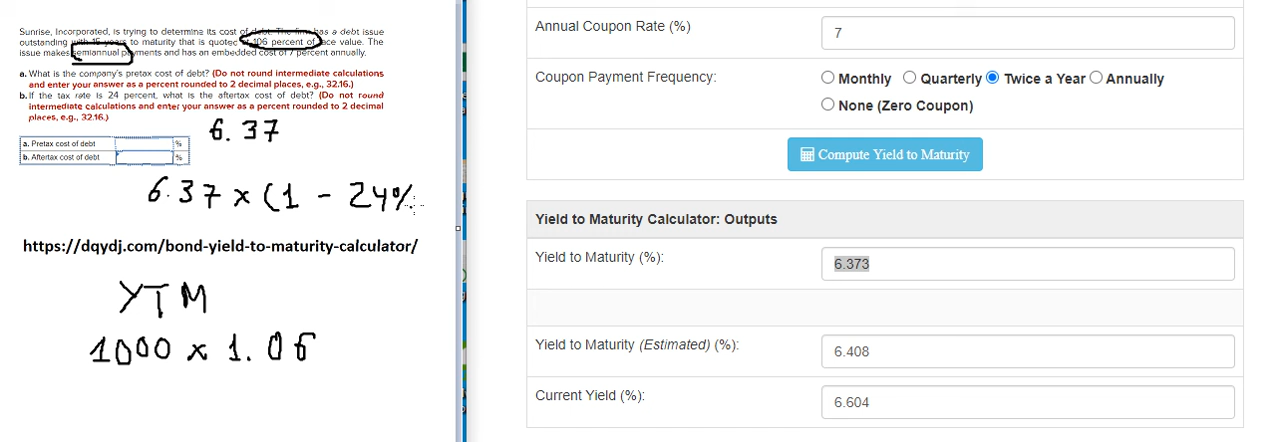 Sunrise, Incorporated, is trying to determine its cost of debt. The firm has a debt issue
outstanding with 15 years to maturity that is quoted at 106 percent of face value. The
issue makes semiannual payments and has an embedded cost of 7 percent annually.
a. What is the company's pretax cost of debt? (Do not round intermediate calculations
and enter your answer as a percent rounded to 2 decimal places, e.g., 32.16.)
b. If the tax rate is 24 percent, what is the aftertax cost of debt? (Do not round
intermediate calculations and enter your answer as a percent rounded to 2 decimal
places, e.g., 32.16.)
6.37
a. Pretax cost of debt %
b. Aftertax cost of debt %
6.37 x (1 - 24%
https://dqydj.com/bond-yield-to-maturity-calculator/
YTM
1000 x 1.06
Annual Coupon Rate (%)
7
Coupon Payment Frequency:
Monthly Quarterly Twice a Year Annually
None (Zero Coupon)
Compute Yield to Maturity
Yield to Maturity Calculator: Outputs
Yield to Maturity (%):
6.373
Yield to Maturity (Estimated) (%):
6.408
Current Yield (%):
6.604